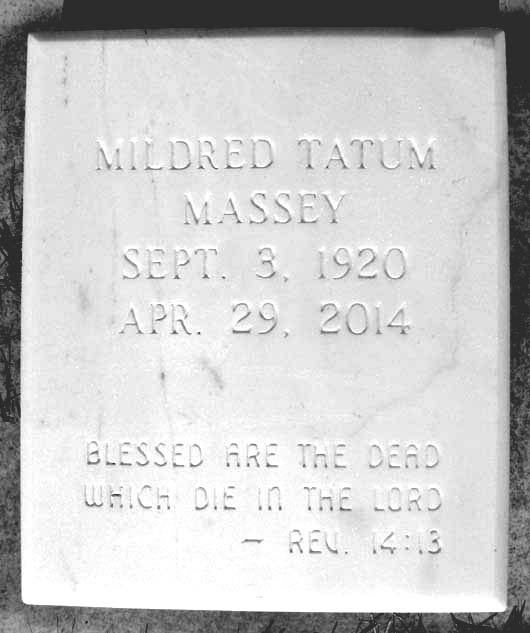 MILDRED TATUM
MASSEY
SEPT. 3, 1920
APR. 29, 2014
BLESSED ARE THE DEAD
WHICH DIE IN THE LORD
- REV. 14:13